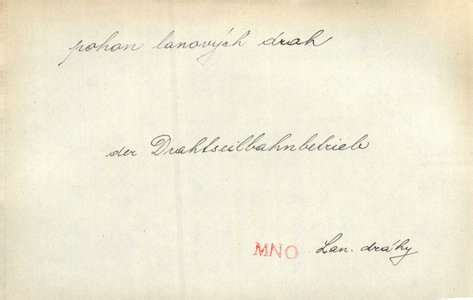 pohon lanových drah
der Drahtseilbahnbetrieb
MNO Lan. dráhy